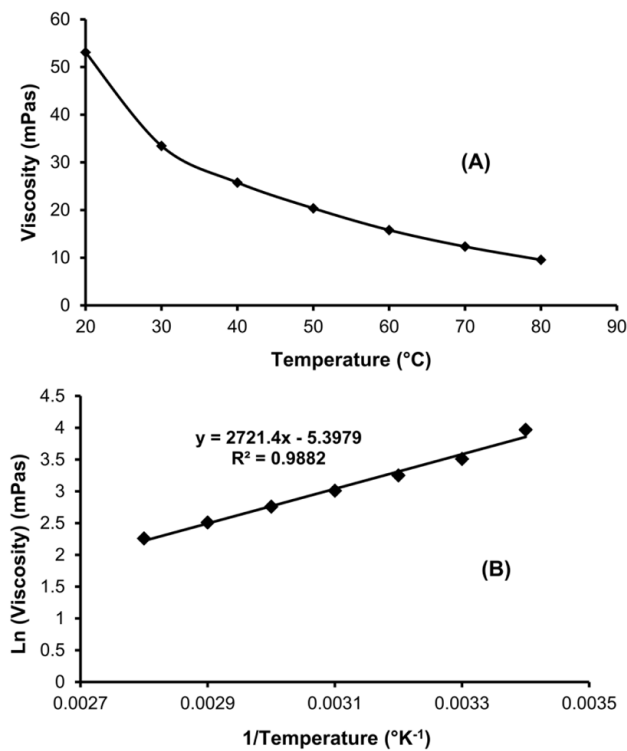 60
50
40
30
20
10
0
Viscosity (mPas)
(A)
20 30 40 50 60 70 80 90
Temperature (°C)
4.5
4
3.5
3
2.5
2
1.5
1
0.5
0
Ln (Viscosity) (mPas)
y = 2721.4x - 5.3979
R² = 0.9882
(B)
0.0027 0.0029 0.0031 0.0033 0.0035
1/Temperature (°K⁻¹)